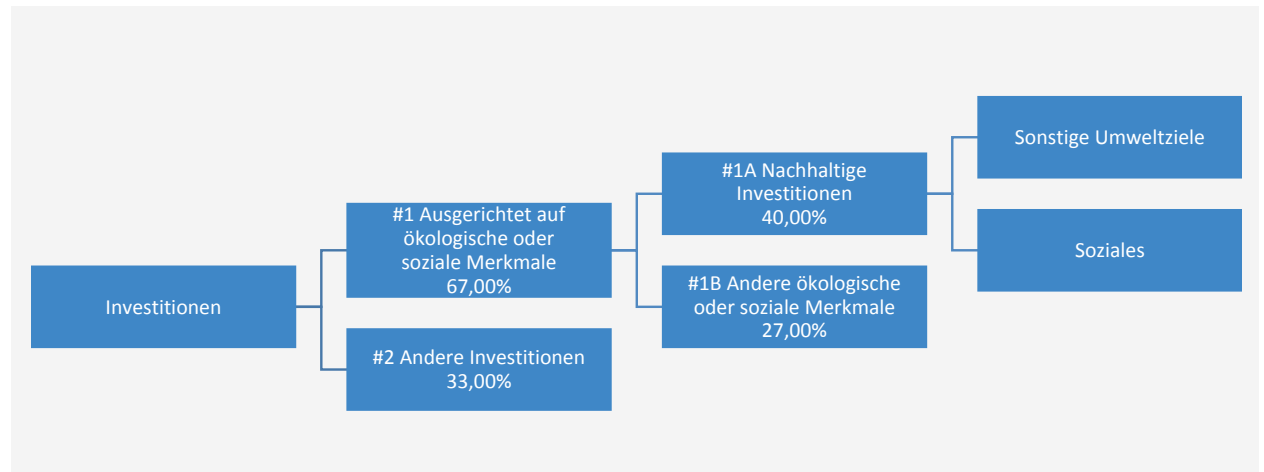 Investitionen
#1 Ausgerichtet auf
ökologische oder
soziale Merkmale
67,00%
#2 Andere Investitionen
33,00%
#1A Nachhaltige
Investitionen
40,00%
#1B Andere ökologische
oder soziale Merkmale
27,00%
Sonstige Umweltziele
Soziales